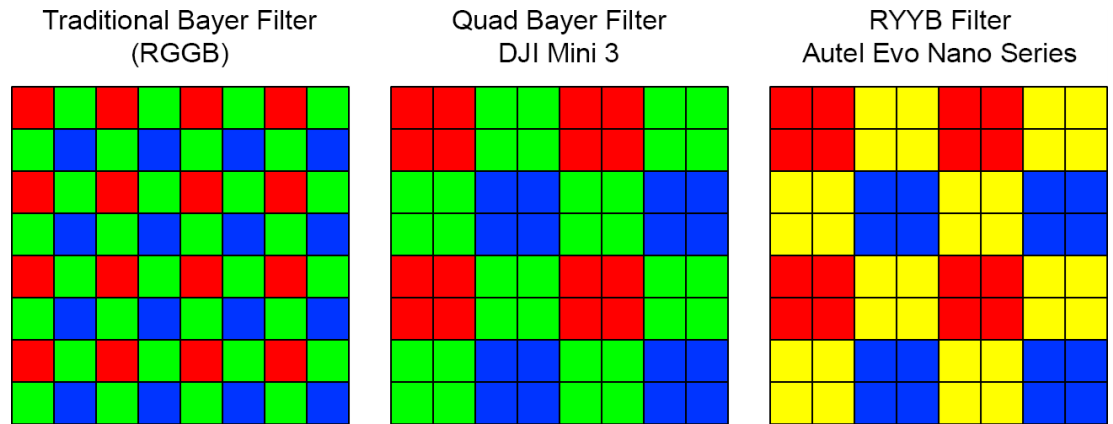 Traditional Bayer Filter
(RGGB)
Quad Bayer Filter
DJI Mini 3
RYYB Filter
Autel Evo Nano Series